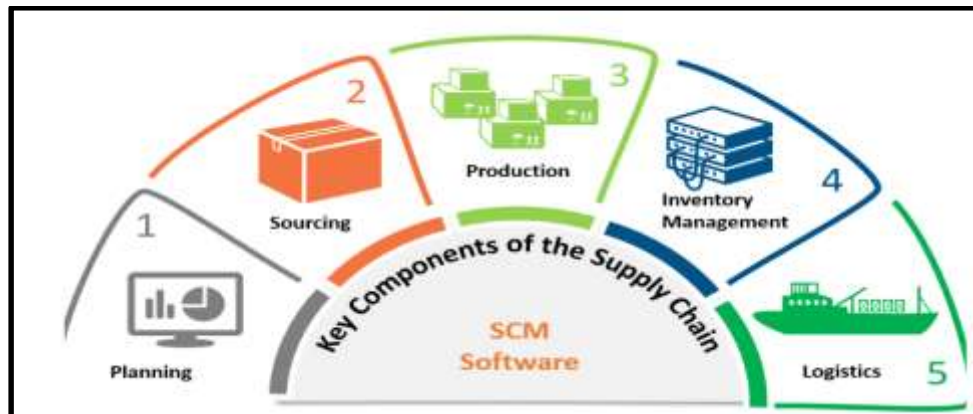 1
Planning
2
Sourcing
3
Production
4
Inventory
Management
5
Logistics
Key Components of the Supply Chain
SCM
Software